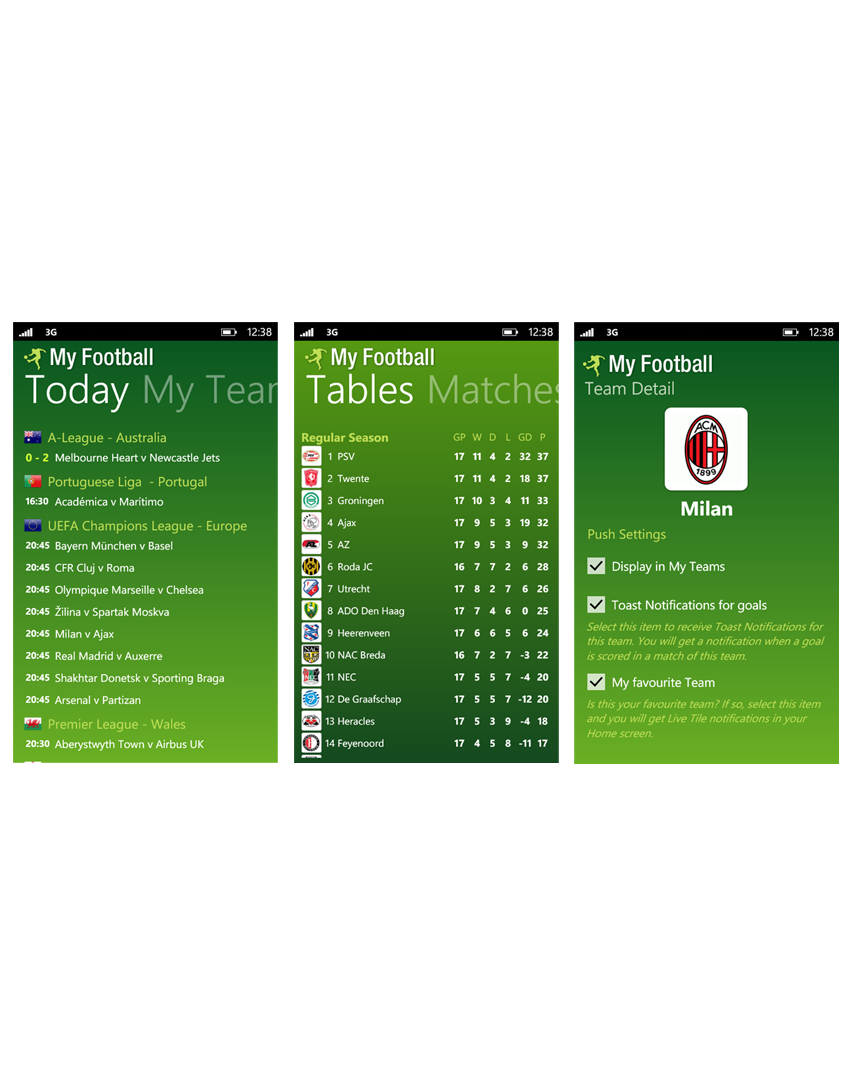 3G 12:38
My Football
Today My Tean
A-League - Australia
0 - 2 Melbourne Heart v Newcastle Jets
Portuguese Liga - Portugal
16:30 Académica v Marítimo
UEFA Champions League - Europe
20:45 Bayern München v Basel
20:45 CFR Cluj v Roma
20:45 Olympique Marseille v Chelsea
20:45 Žilina v Spartak Moskva
20:45 Milan v Ajax
20:45 Real Madrid v Auxerre
20:45 Shakhtar Donetsk v Sporting Braga
20:45 Arsenal v Partizan
Premier League - Wales
20:30 Aberystwyth Town v Airbus UK
3G 12:38
My Football
Tables Matches
Regular Season GP W D L GD P
1 PSV 17 11 4 2 32 37
2 Twente 17 11 4 2 18 37
3 Groningen 17 10 3 4 11 33
4 Ajax 17 9 5 3 19 32
5 AZ 17 9 5 3 9 32
6 Roda JC 16 7 7 2 6 28
7 Utrecht 17 8 2 7 6 26
8 ADO Den Haag 17 7 4 6 0 25
9 Heerenveen 17 6 6 5 6 24
10 NAC Breda 16 7 2 7 -3 22
11 NEC 17 5 5 7 -4 20
12 De Graafschap 17 5 5 7 -12 20
13 Heracles 17 5 3 9 -4 18
14 Feyenoord 17 4 5 8 -11 17
3G 12:38
My Football
Team Detail
ACM
1899
Milan
Push Settings
Display in My Teams
Toast Notifications for goals
Select this item to receive Toast Notifications for
this team. You will get a notification when a goal
is scored in a match of this team.
My favourite Team
Is this your favourite team? If so, select this item
and you will get Live Tile notifications in your
Home screen.